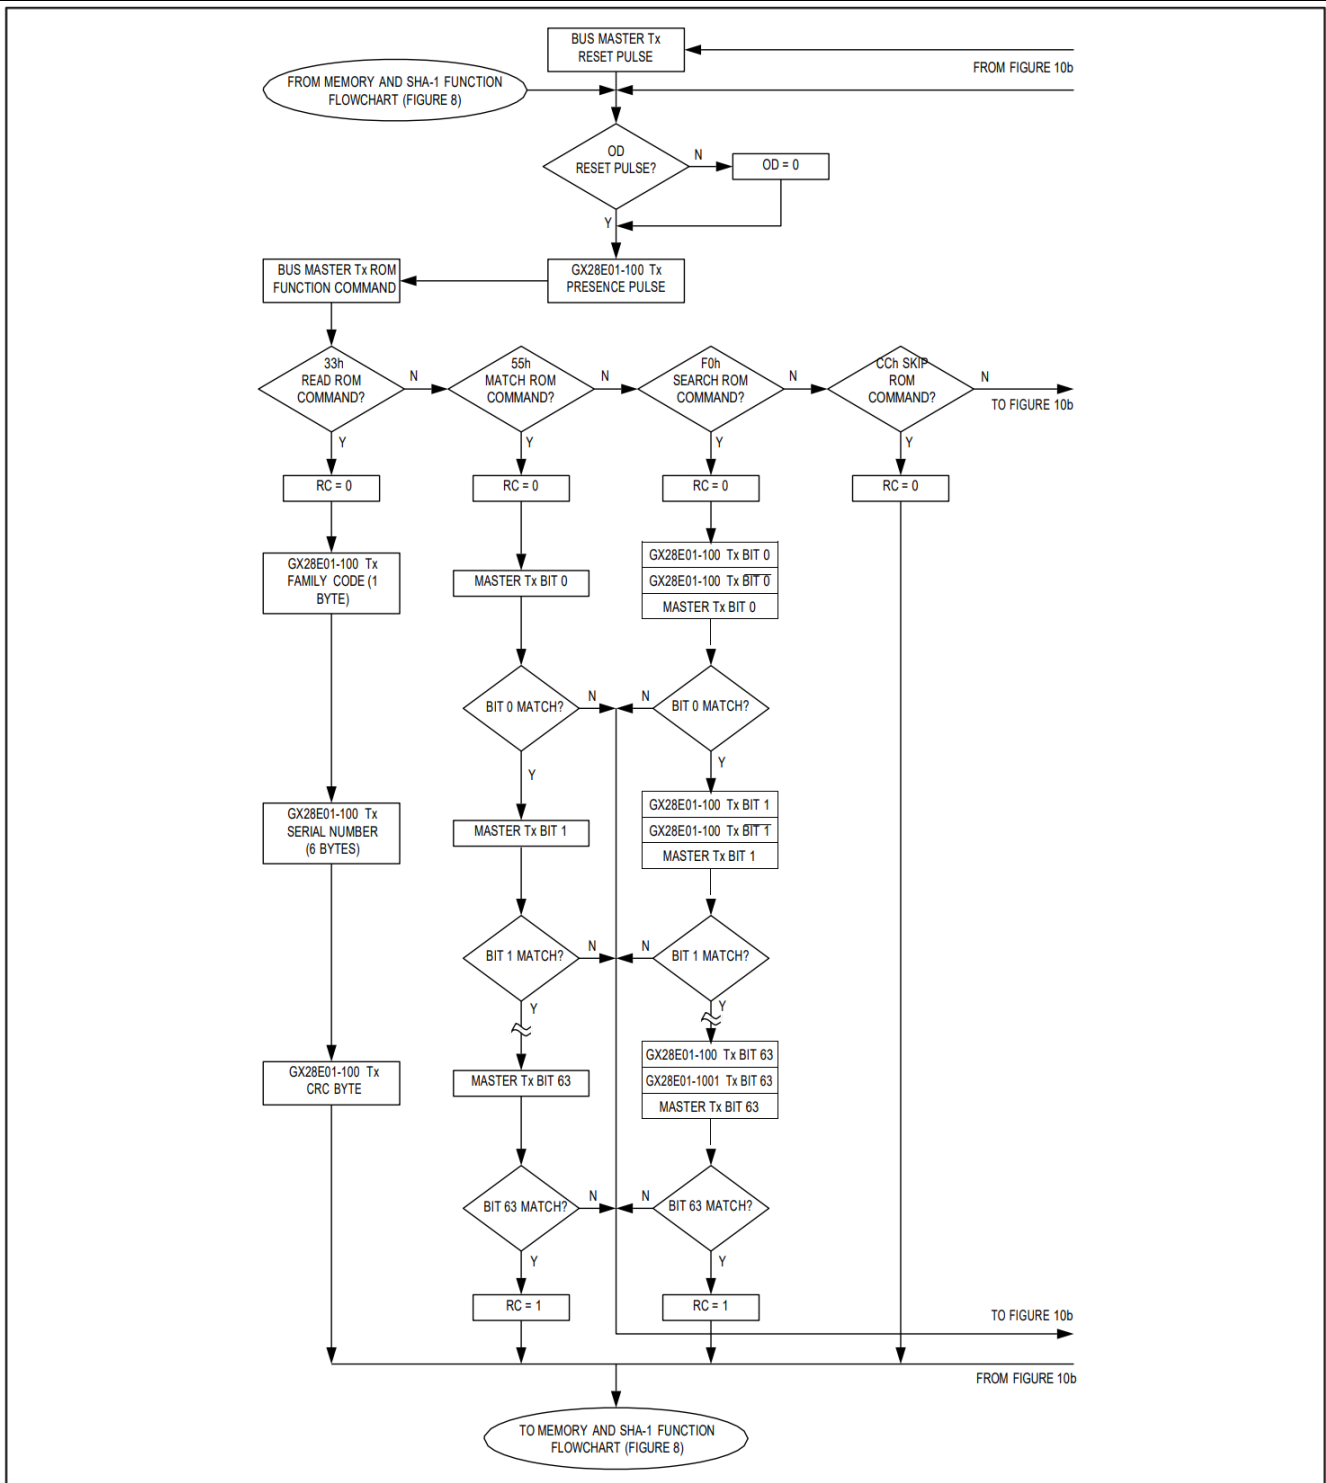 BUS MASTER Tx
RESET PULSE
FROM FIGURE 10b
FROM MEMORY AND SHA-1 FUNCTION
FLOWCHART (FIGURE 8)
OD
RESET PULSE?
N
OD = 0
Y
BUS MASTER Tx ROM
FUNCTION COMMAND
GX28E01-100 Tx
PRESENCE PULSE
33h
READ ROM
COMMAND?
N
55h
MATCH ROM
COMMAND?
N
F0h
SEARCH ROM
COMMAND?
N
CCh SKIP
ROM
COMMAND?
N
TO FIGURE 10b
Y
Y
Y
Y
RC = 0
RC = 0
RC = 0
RC = 0
GX28E01-100 Tx
FAMILY CODE (1
BYTE)
MASTER Tx BIT 0
GX28E01-100 Tx BIT 0
GX28E01-100 Tx B̅I̅T̅ ̅0̅
MASTER Tx BIT 0
BIT 0 MATCH?
N
N
BIT 0 MATCH?
Y
Y
GX28E01-100 Tx
SERIAL NUMBER
(6 BYTES)
MASTER Tx BIT 1
GX28E01-100 Tx BIT 1
GX28E01-100 Tx B̅I̅T̅ ̅1̅
MASTER Tx BIT 1
BIT 1 MATCH?
N
N
BIT 1 MATCH?
Y
Y
GX28E01-100 Tx
CRC BYTE
MASTER Tx BIT 63
GX28E01-100 Tx BIT 63
GX28E01-1001 Tx BIT 63
MASTER Tx BIT 63
BIT 63 MATCH?
N
N
BIT 63 MATCH?
Y
Y
RC = 1
RC = 1
TO FIGURE 10b
FROM FIGURE 10b
TO MEMORY AND SHA-1 FUNCTION
FLOWCHART (FIGURE 8)